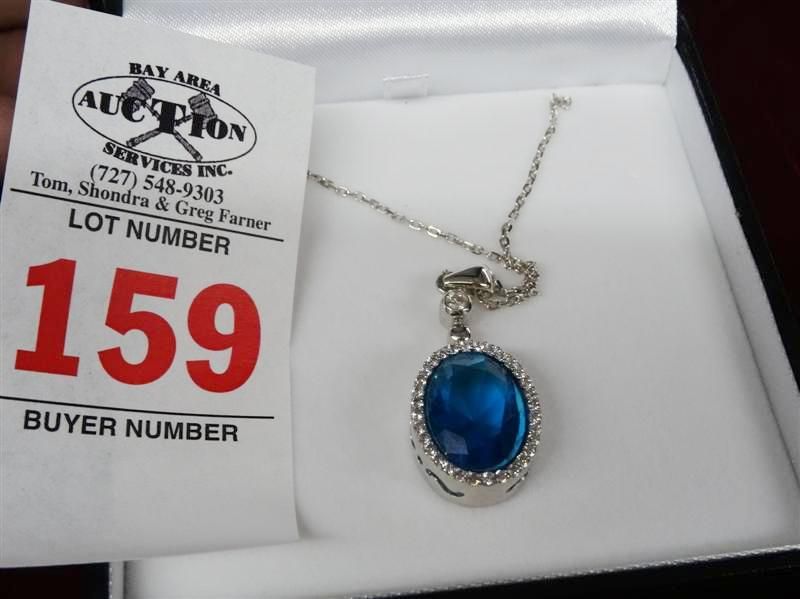 BAY AREA
AUCTION
SERVICES INC.
(727) 548-9303
Tom, Shondra & Greg Farner
LOT NUMBER
159
BUYER NUMBER